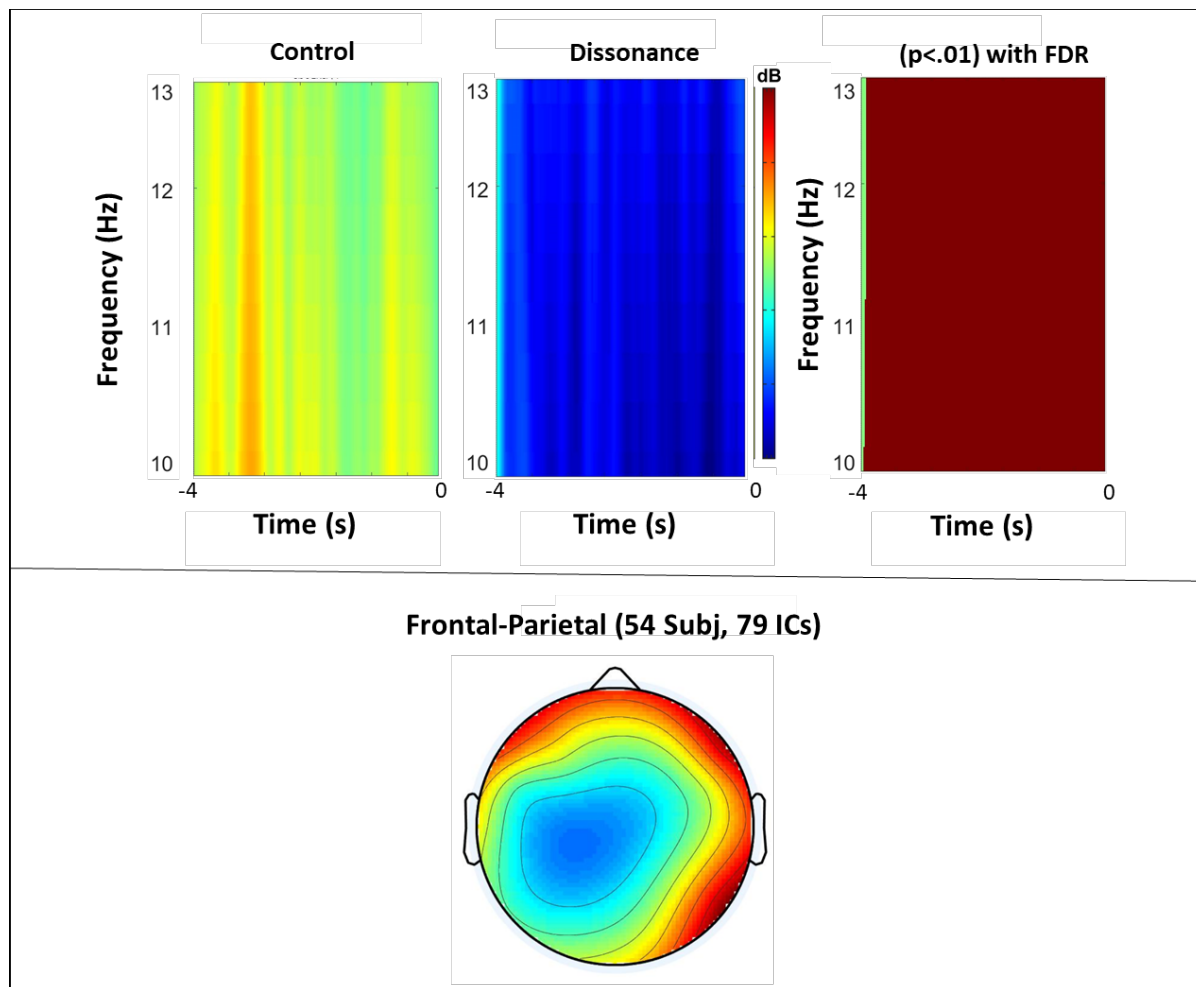 Control
Dissonance
(p<.01) with FDR
dB
13
12
11
10
Frequency (Hz)
-4
0
Time (s)
13
12
11
10
-4
0
Time (s)
13
12
11
10
Frequency (Hz)
-4
0
Time (s)
Frontal-Parietal (54 Subj, 79 ICs)